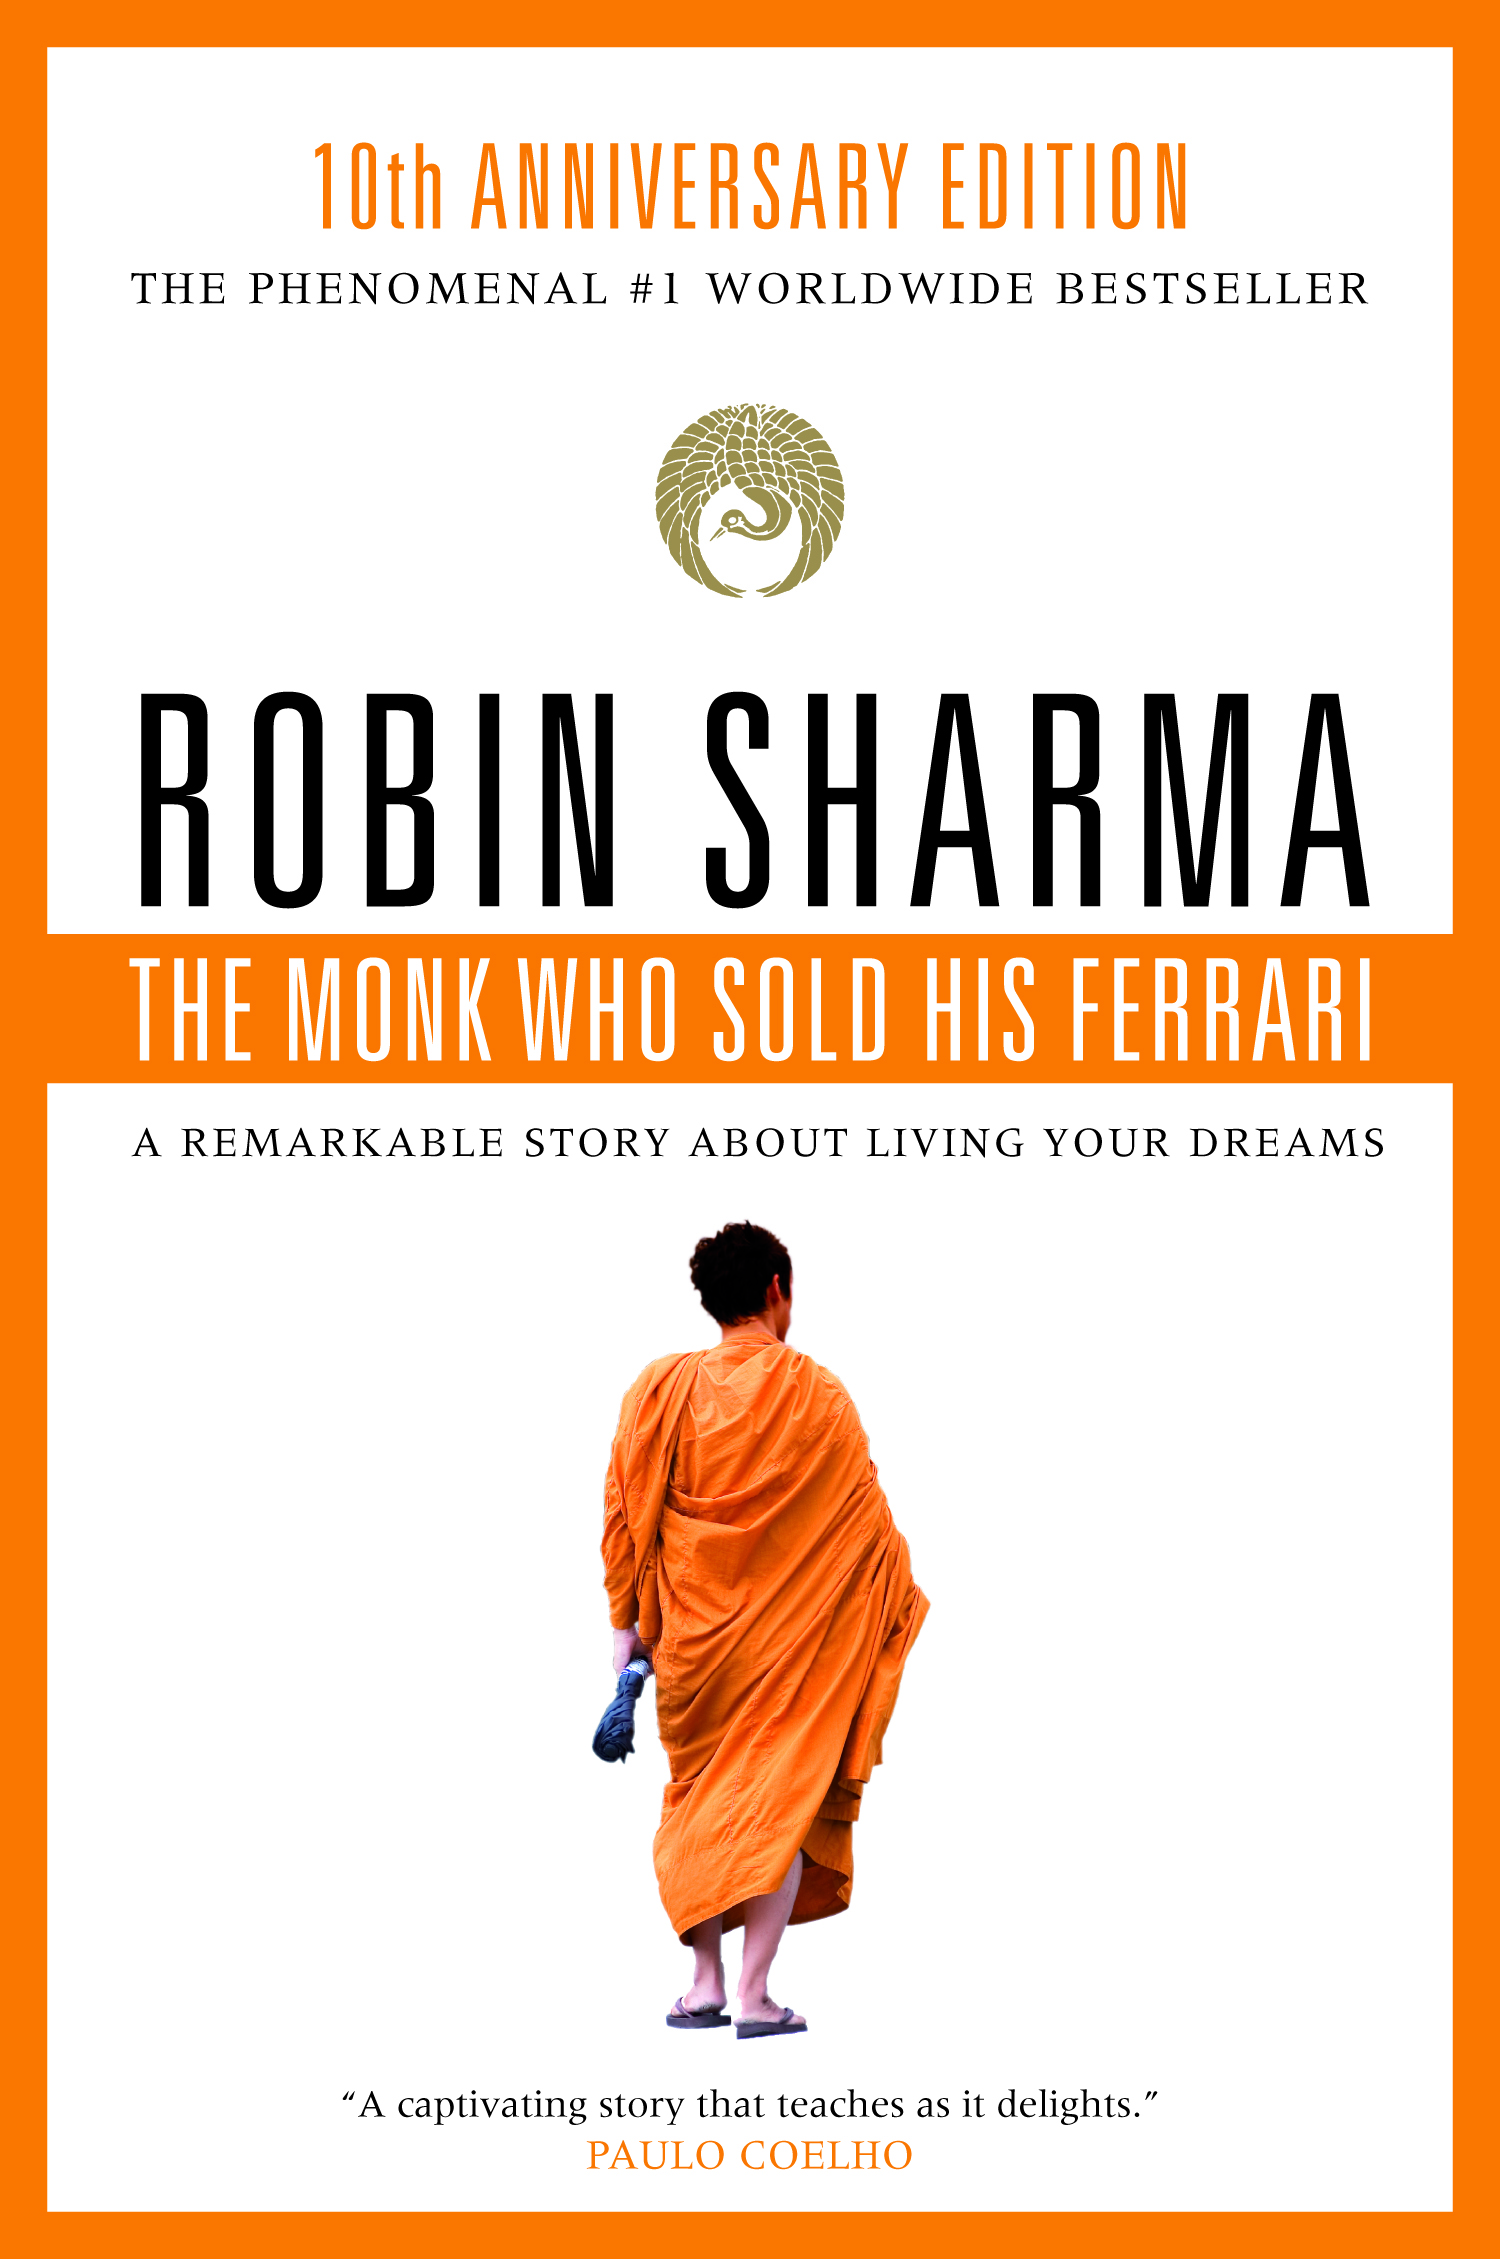 10th ANNIVERSARY EDITION
THE PHENOMENAL #1 WORLDWIDE BESTSELLER
ROBIN SHARMA
THE MONK WHO SOLD HIS FERRARI
A REMARKABLE STORY ABOUT LIVING YOUR DREAMS
“A captivating story that teaches as it delights.”
PAULO COELHO